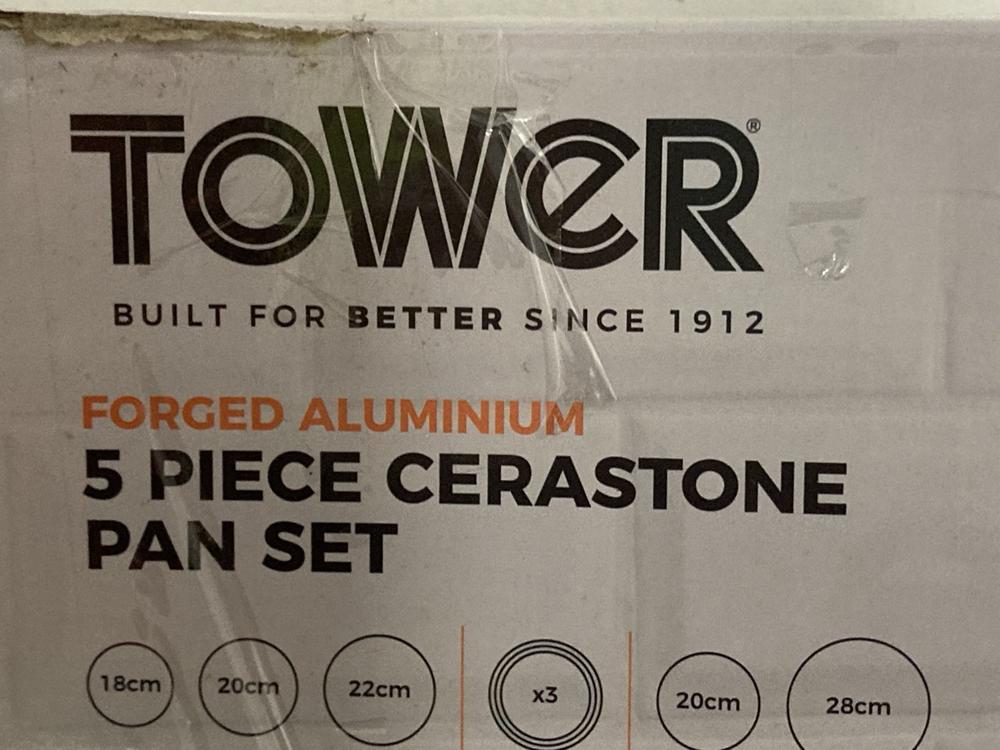 TOWER®
BUILT FOR BETTER SINCE 1912
FORGED ALUMINIUM
5 PIECE CERASTONE
PAN SET
18cm 20cm 22cm x3 20cm 28cm